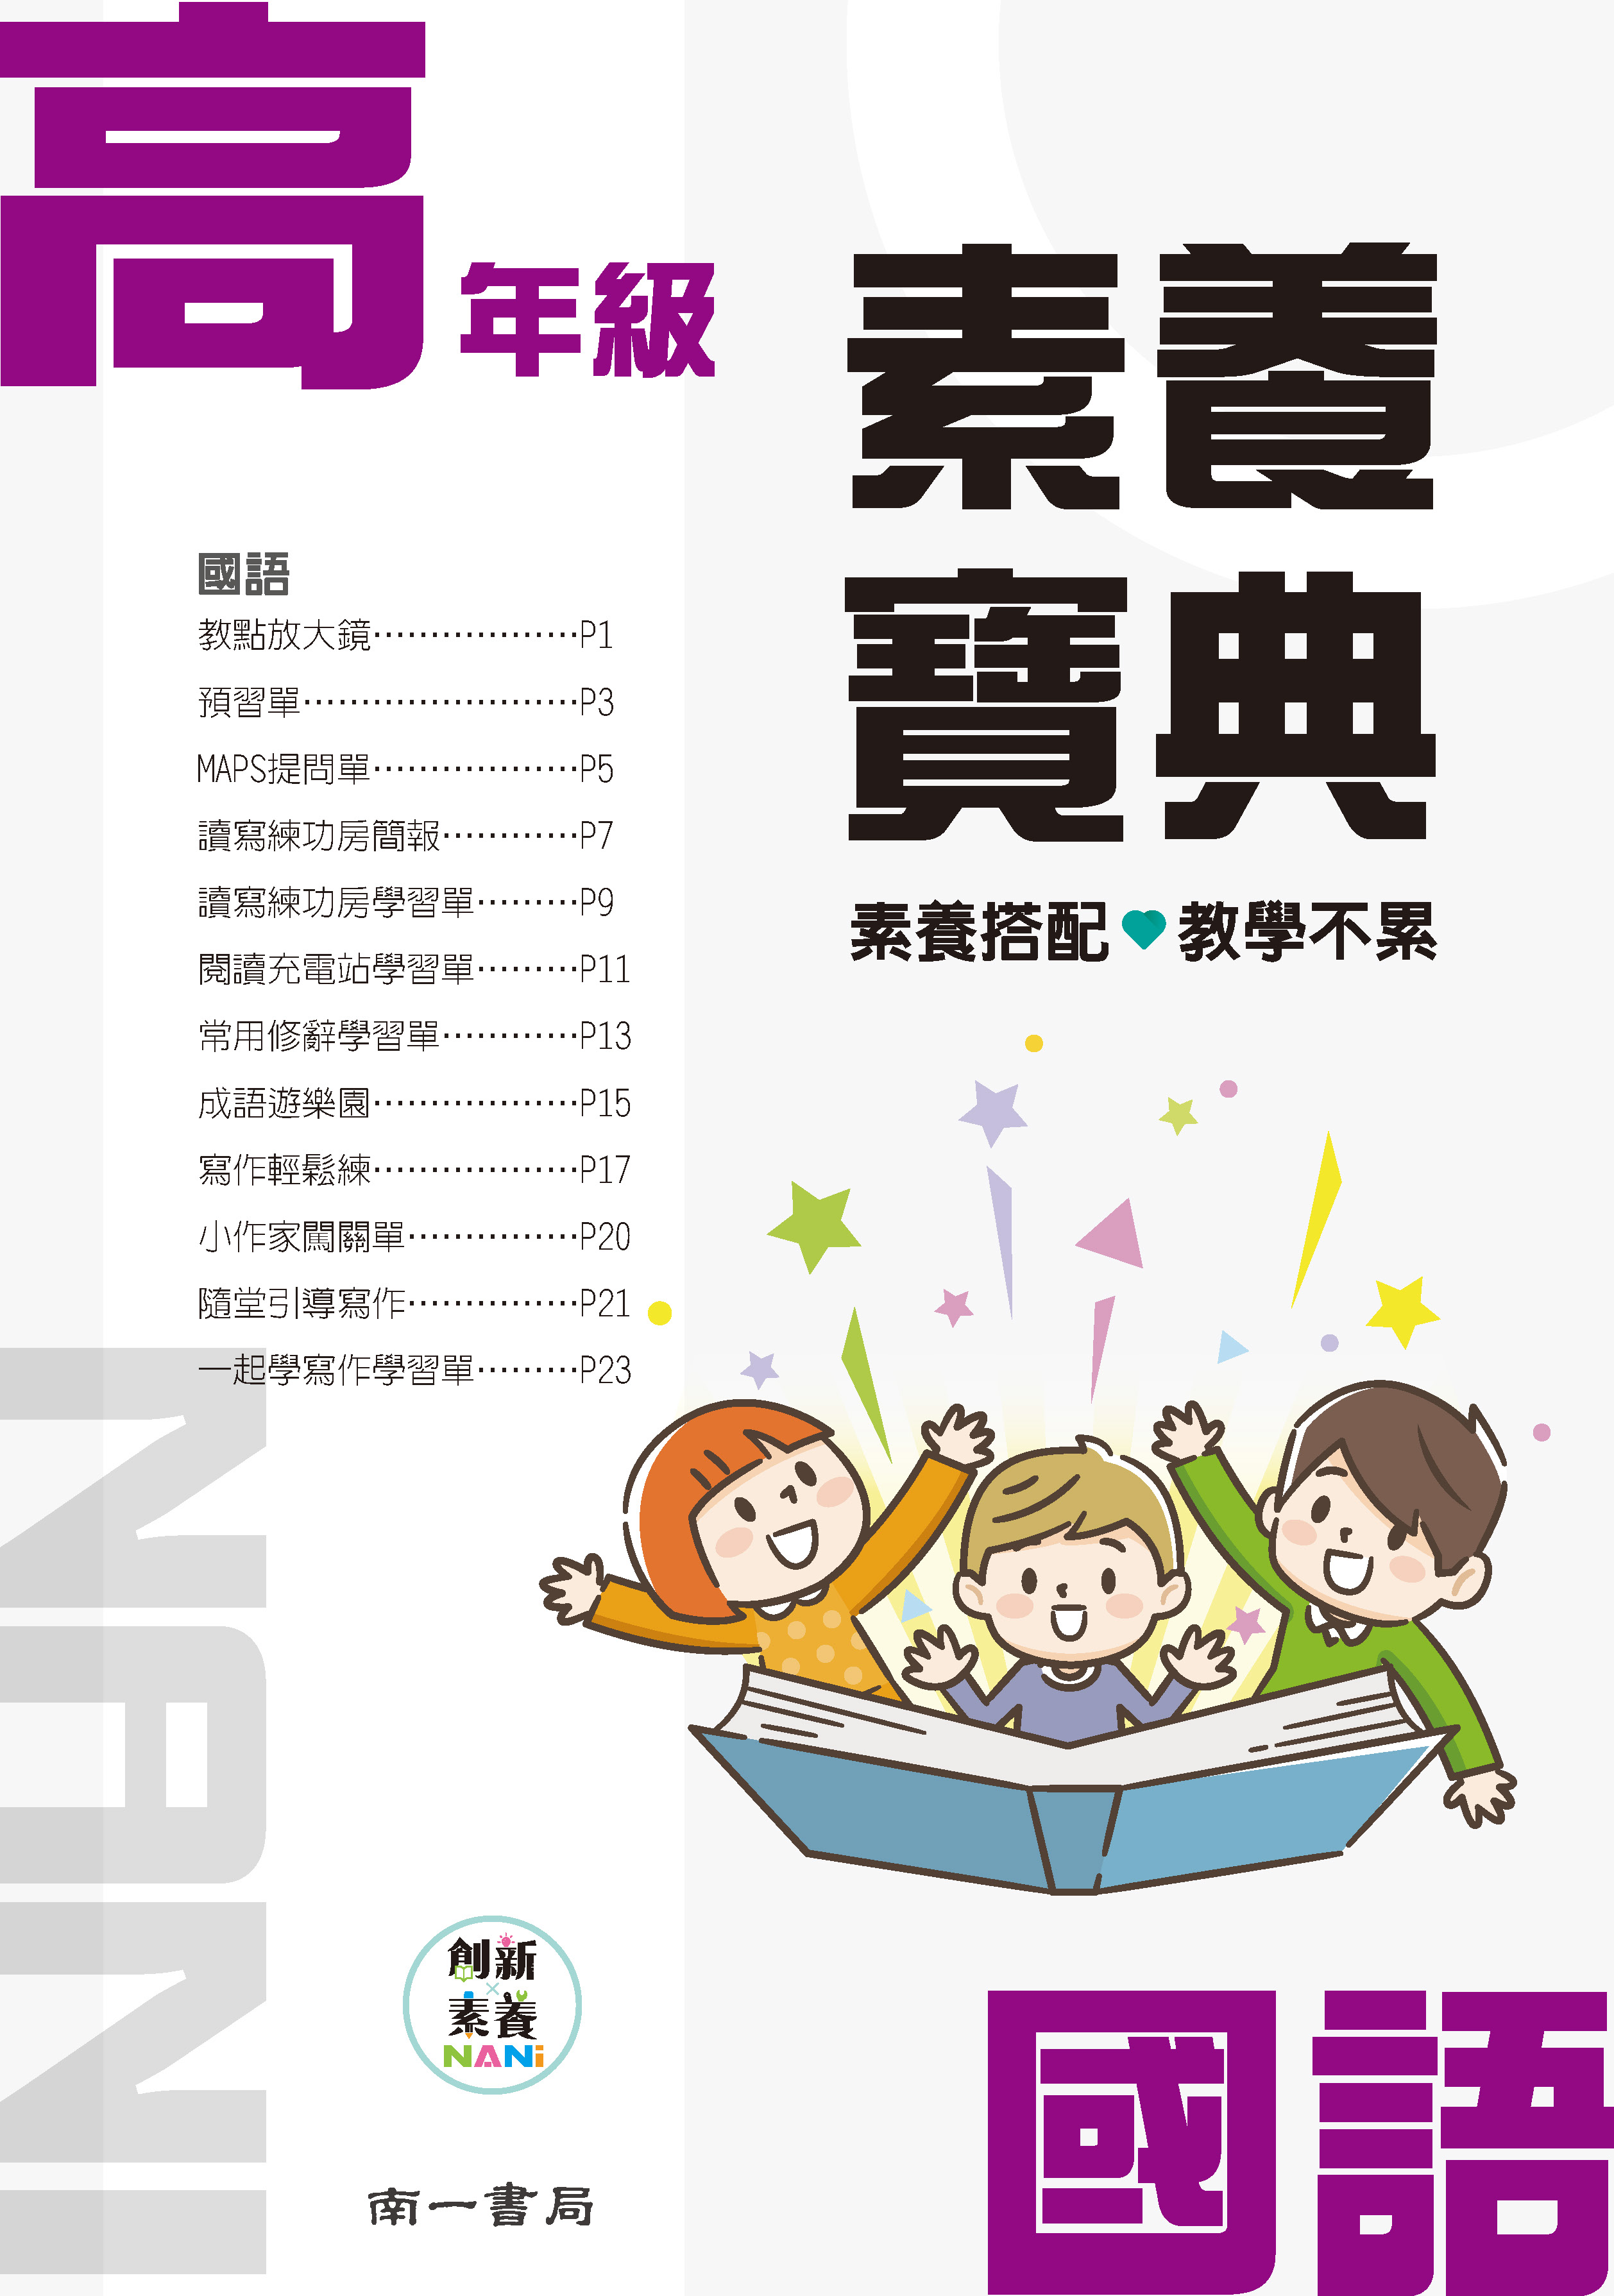 高年級
素養
寶典
素養搭配教學不累
國語
教點放大鏡………………P1
預習單……………………P3
MAPS提問單………………P5
讀寫練功房簡報…………P7
讀寫練功房學習單………P9
閱讀充電站學習單………P11
常用修辭學習單…………P13
成語遊樂園………………P15
寫作輕鬆練………………P17
小作家闖關單……………P20
隨堂引導寫作……………P21
一起學寫作學習單………P23
NANI
創新
×
素養
NANi
南一書局
國語